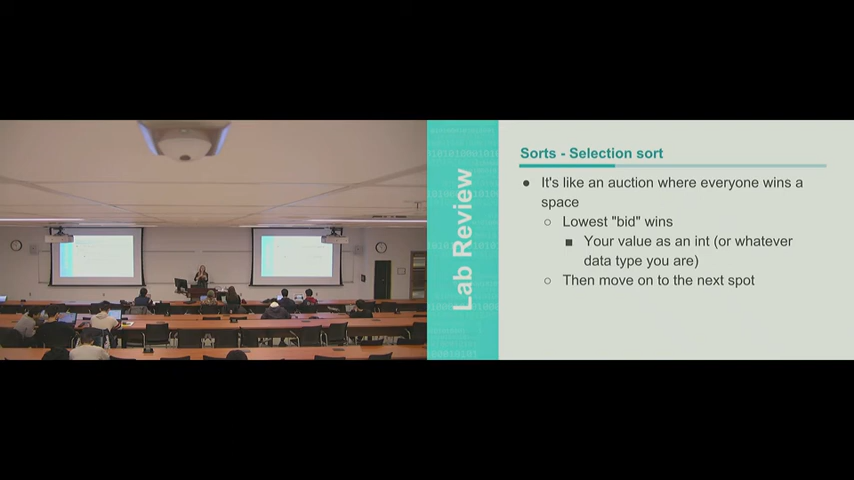 Lab Review
Sorts - Selection sort
● It's like an auction where everyone wins a
space
○ Lowest "bid" wins
■ Your value as an int (or whatever
data type you are)
○ Then move on to the next spot